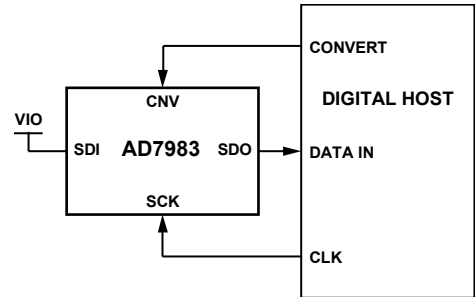 CONVERT
CNV
DIGITAL HOST
VIO
SDI AD7983 SDO
DATA IN
SCK
CLK